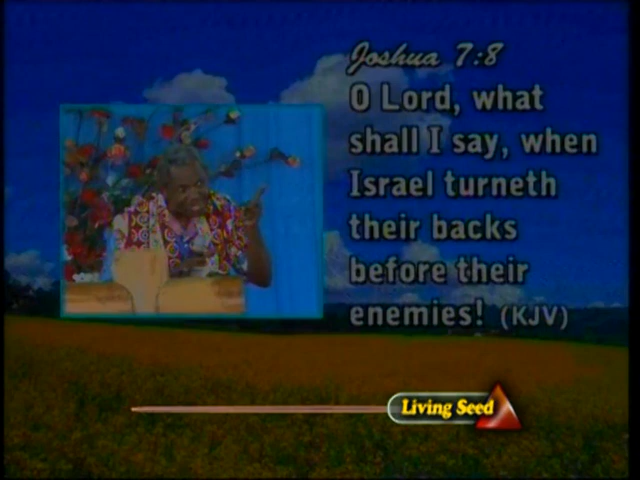 Joshua 7:8
O Lord, what
shall I say, when
Israel turneth
their backs
before their
enemies! (KJV)
Living Seed